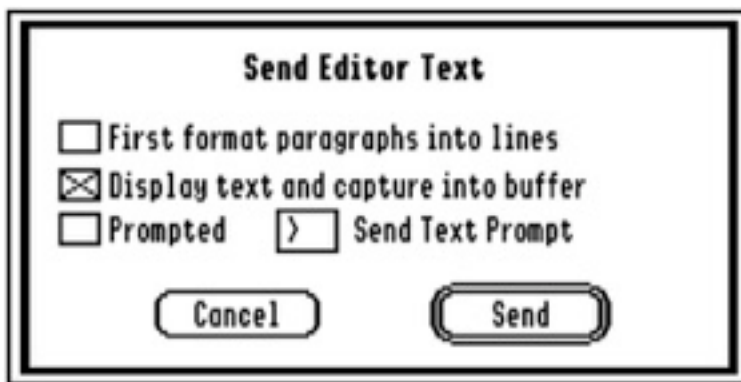 Send Editor Text
First format paragraphs into lines
Display text and capture into buffer
Prompted > Send Text Prompt
Cancel Send